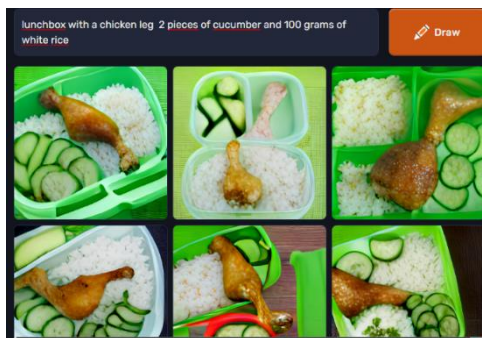 lunchbox with a chicken leg  2 pieces of cucumber and 100 grams of
white rice
Draw